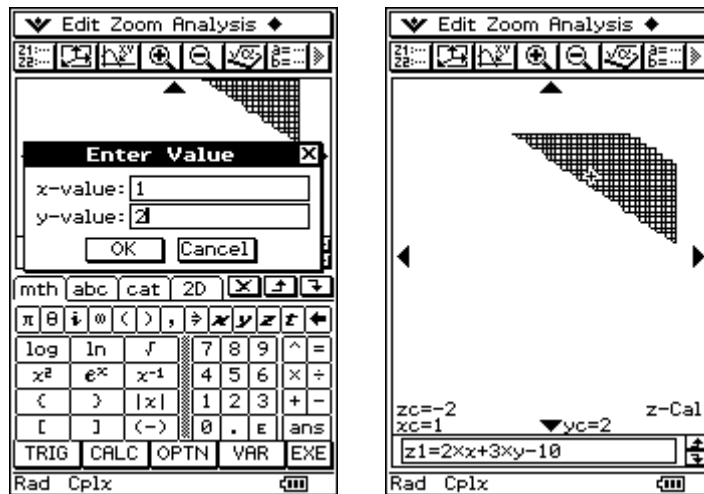 Edit Zoom Analysis ◆
Enter Value
x-value: 1
y-value: 2
OK Cancel
mth abc cat 2D
π θ i ∞ ( ) , ⇒ x y z t ←
log ln √ 7 8 9 ^ =
x² eˣ x⁻¹ 4 5 6 × ÷
( ) |x| 1 2 3 + −
[ ] (−) 0 . E ans
TRIG CALC OPTN VAR EXE
Rad Cplx
Edit Zoom Analysis ◆
zc=-2 z-Cal
xc=1 yc=2
z1=2×x+3×y-10
Rad Cplx